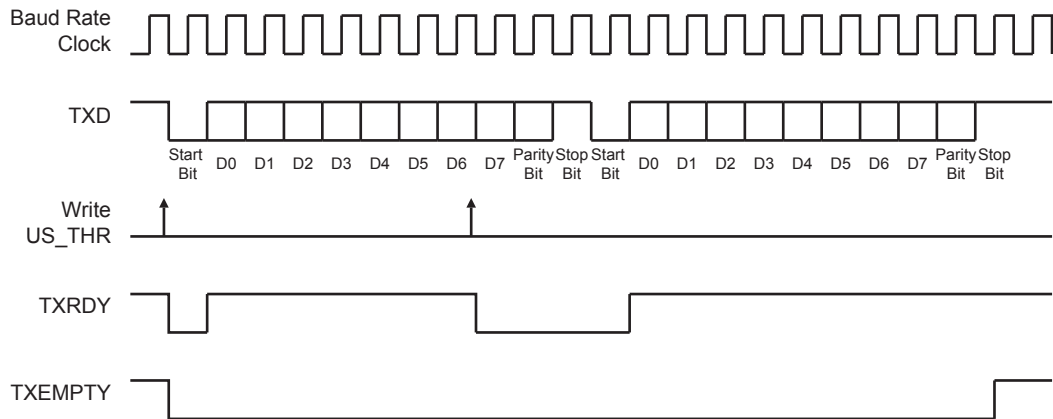 Baud Rate
Clock
TXD
Start
Bit
D0 D1 D2 D3 D4 D5 D6 D7
Parity
Bit
Stop
Bit
Start
Bit
D0 D1 D2 D3 D4 D5 D6 D7
Parity
Bit
Stop
Bit
Write
US_THR
TXRDY
TXEMPTY